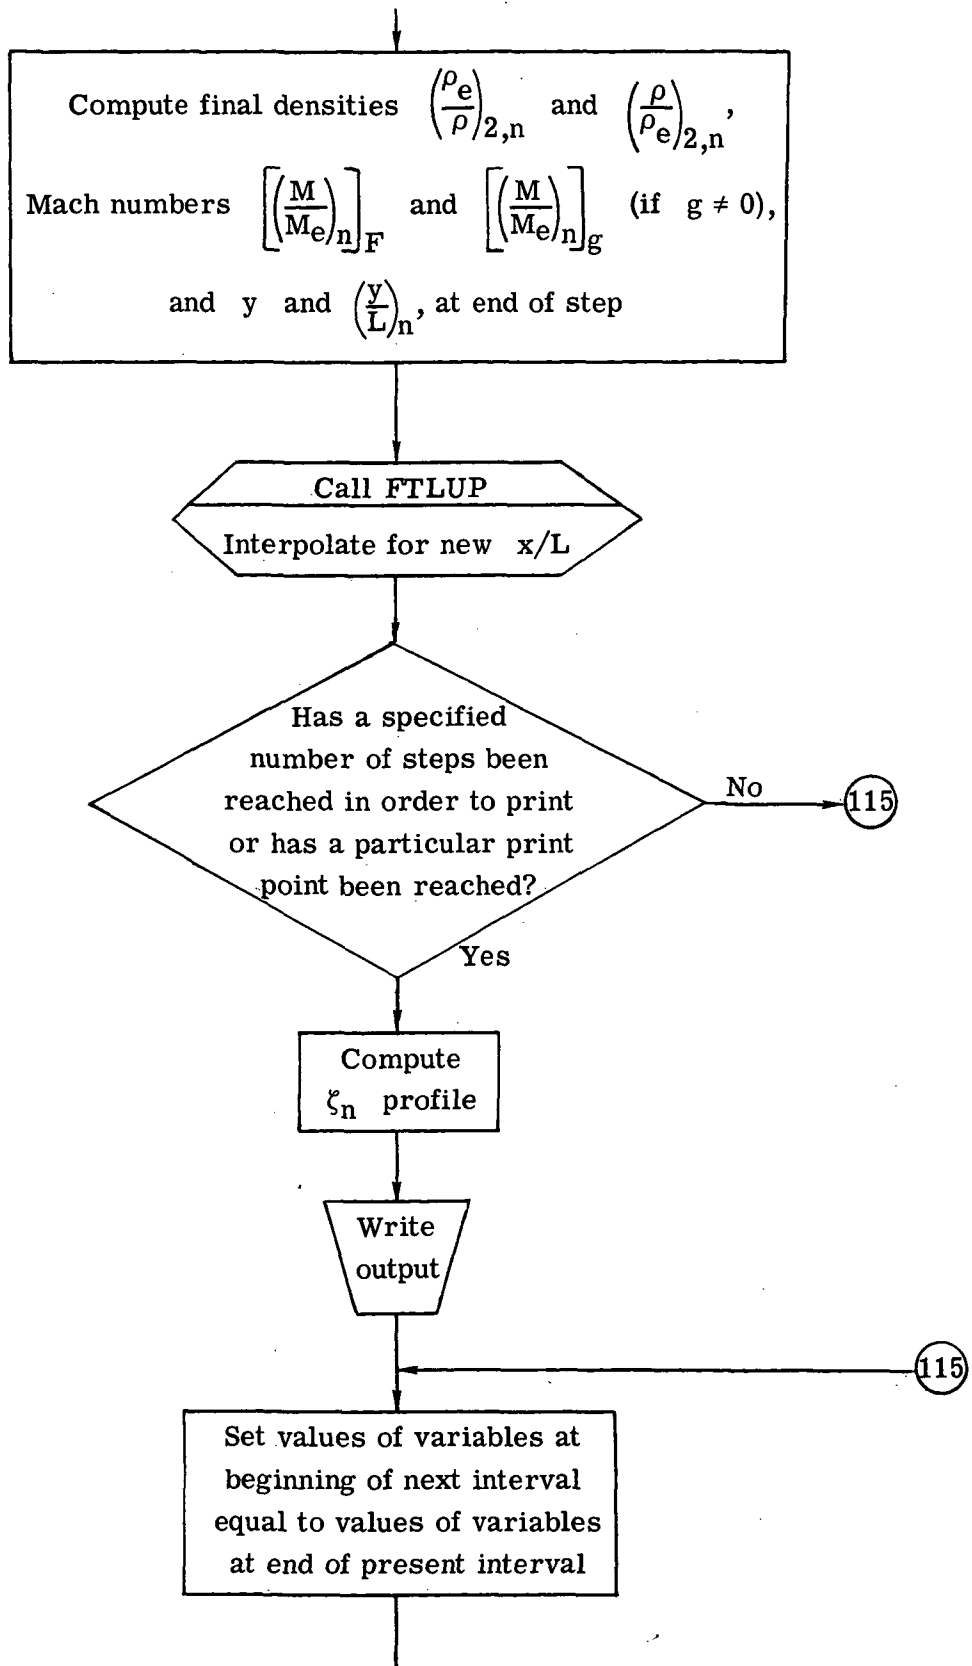 Compute final densities (ρe/ρ)2,n and (ρ/ρe)2,n,
Mach numbers [(M/Me)n]F and [(M/Me)n]g (if g ≠ 0),
and y and (y/L)n, at end of step
Call FTLUP
Interpolate for new x/L
Has a specified
number of steps been
reached in order to print
or has a particular print
point been reached?
No
115
Yes
Compute
ζn profile
Write
output
115
Set values of variables at
beginning of next interval
equal to values of variables
at end of present interval